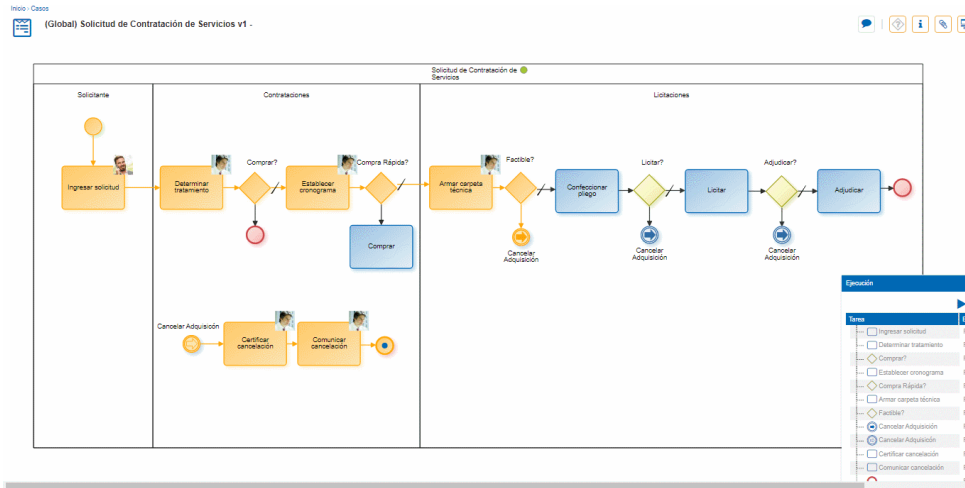 Inicio › Casos
(Global) Solicitud de Contratación de Servicios v1 -
Solicitud de Contratación de
Servicios
Solicitante
Contrataciones
Licitaciones
Ingresar solicitud
Determinar
tratamiento
Comprar?
Establecer
cronograma
Compra Rápida?
Comprar
Armar carpeta
técnica
Factible?
Cancelar
Adquisición
Confeccionar
pliego
Licitar?
Cancelar
Adquisición
Licitar
Adjudicar?
Cancelar
Adquisición
Adjudicar
Cancelar Adquisicón
Certificar
cancelación
Comunicar
cancelación
Ejecución
Tarea
Ingresar solicitud
Determinar tratamiento
Comprar?
Establecer cronograma
Compra Rápida?
Armar carpeta técnica
Factible?
Cancelar Adquisición
Cancelar Adquisicón
Certificar cancelación
Comunicar cancelación